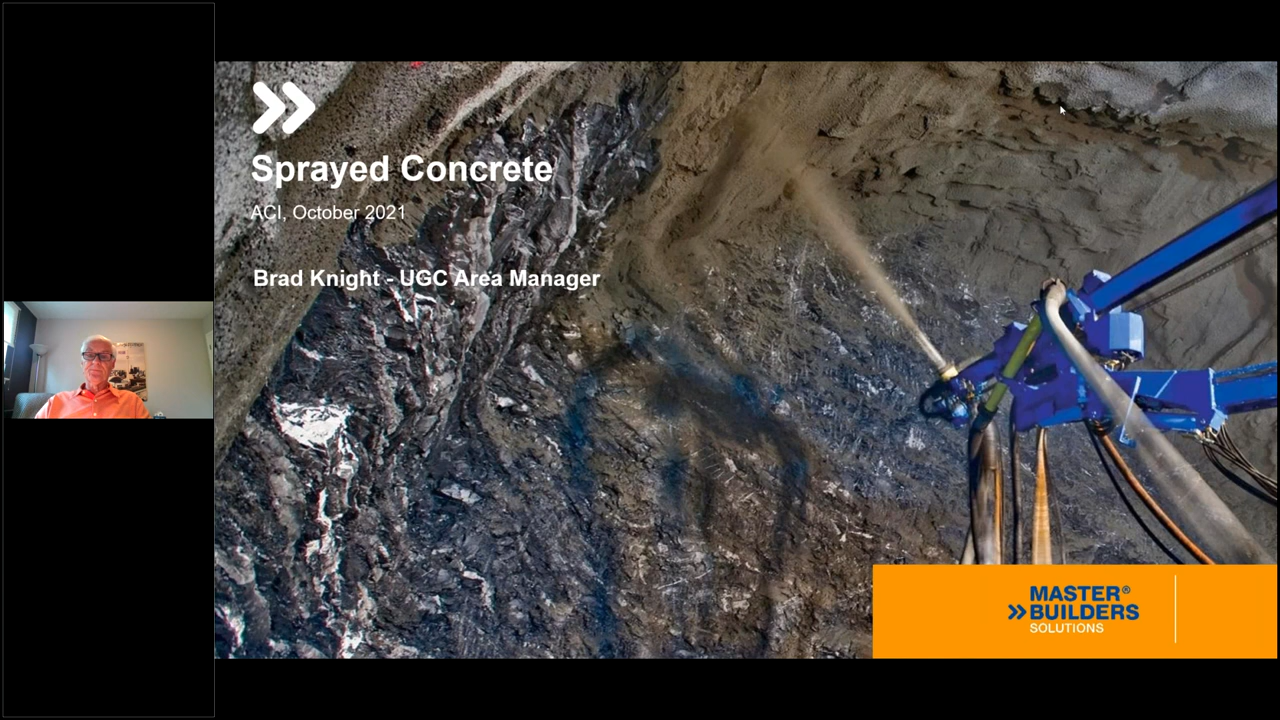 Sprayed Concrete
ACI, October 2021
Brad Knight - UGC Area Manager
MASTER®
BUILDERS
SOLUTIONS